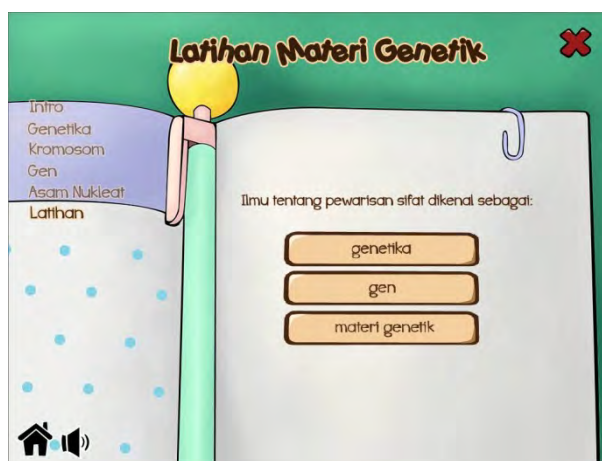 Latihan Materi Genetik
Intro
Genetika
Kromosom
Gen
Asam Nukleat
Latihan
Ilmu tentang pewarisan sifat dikenal sebagai:
genetika
gen
materi genetik